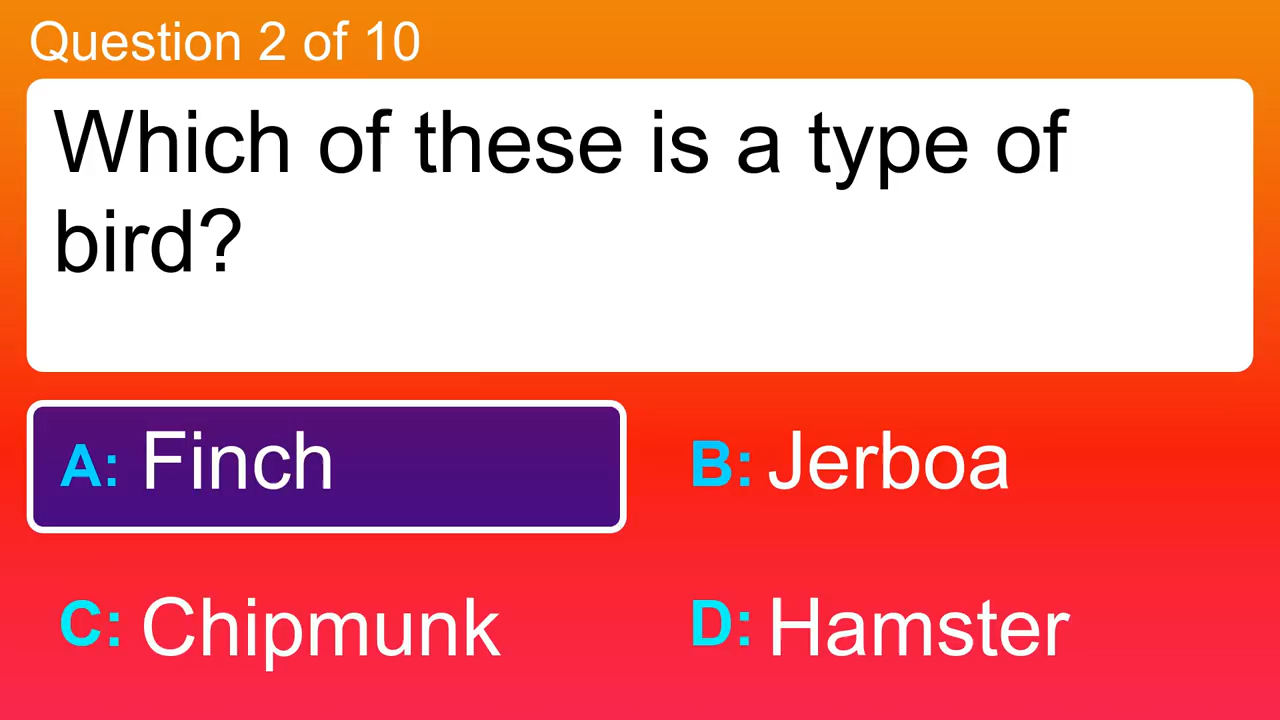 Question 2 of 10
Which of these is a type of
bird?
A: Finch
B: Jerboa
C: Chipmunk
D: Hamster